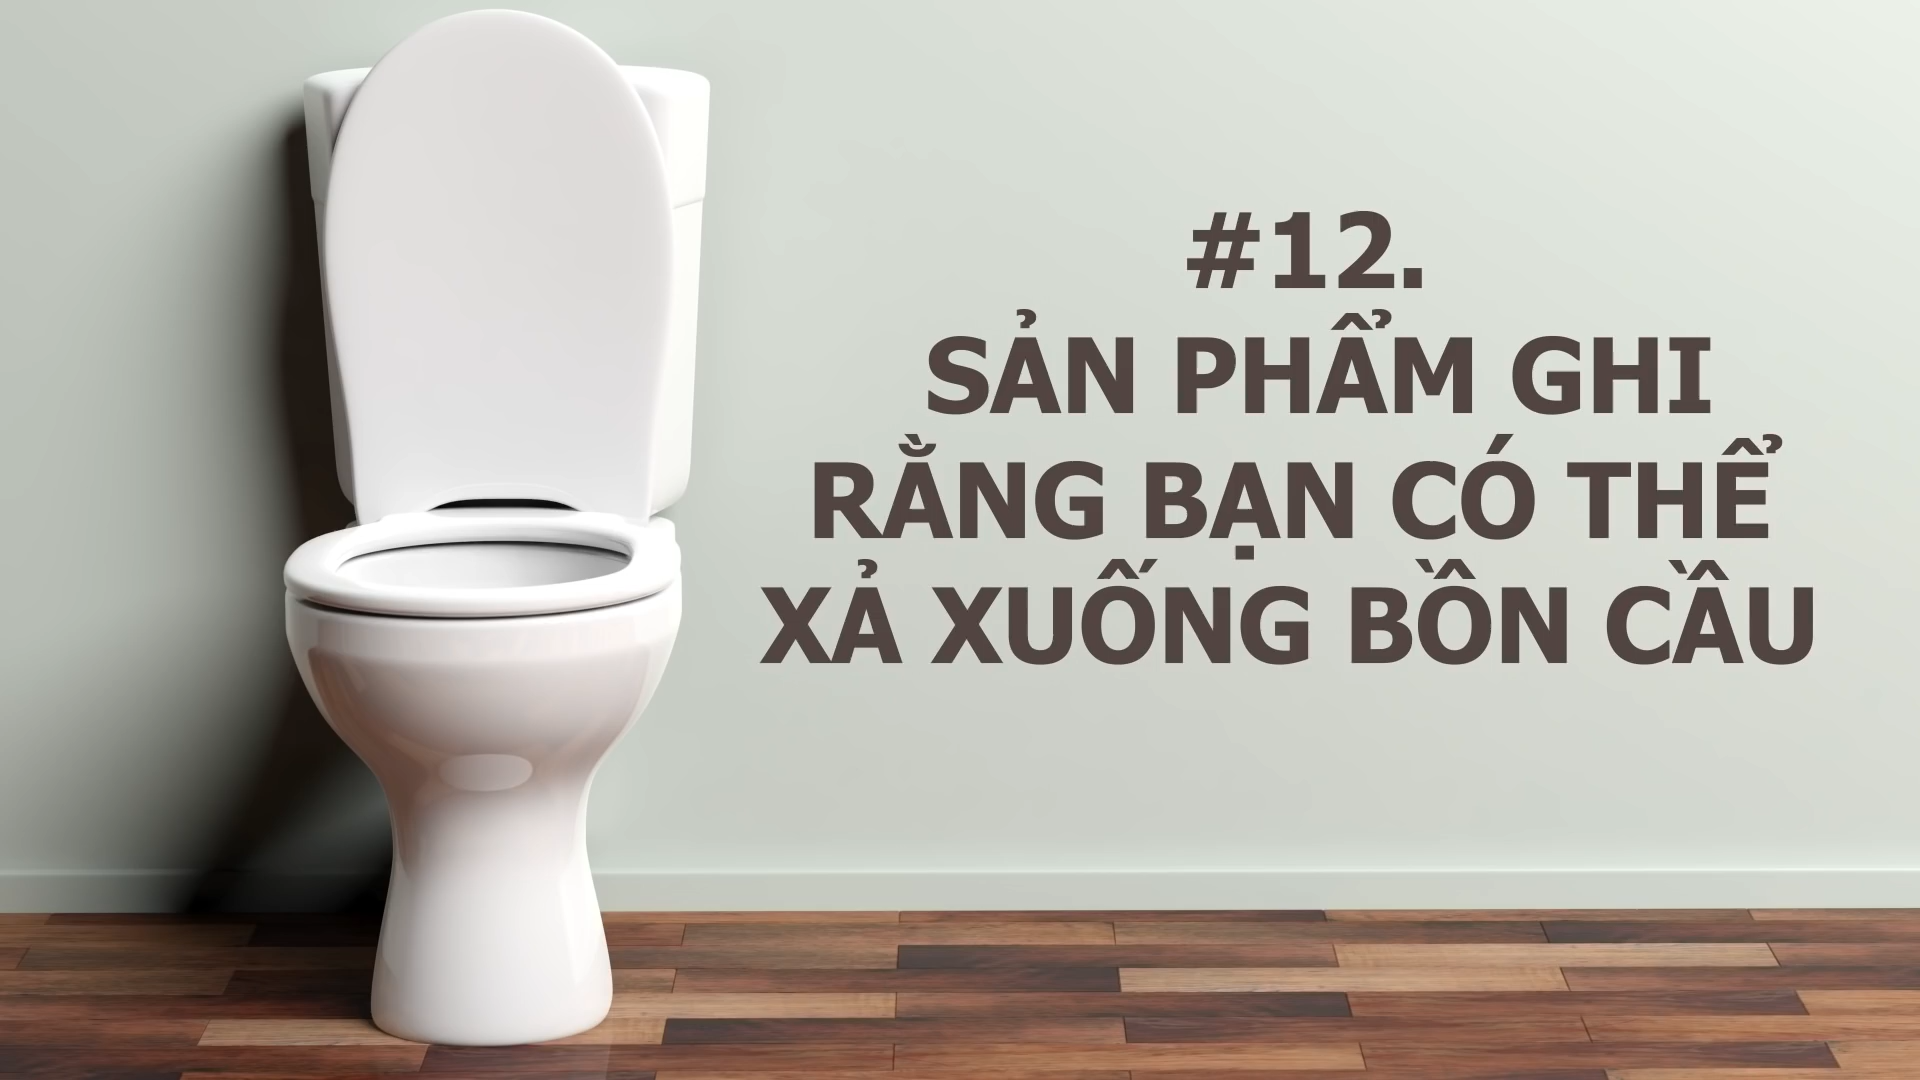 #12.
SẢN PHẨM GHI
RẰNG BẠN CÓ THỂ
XẢ XUỐNG BỒN CẦU